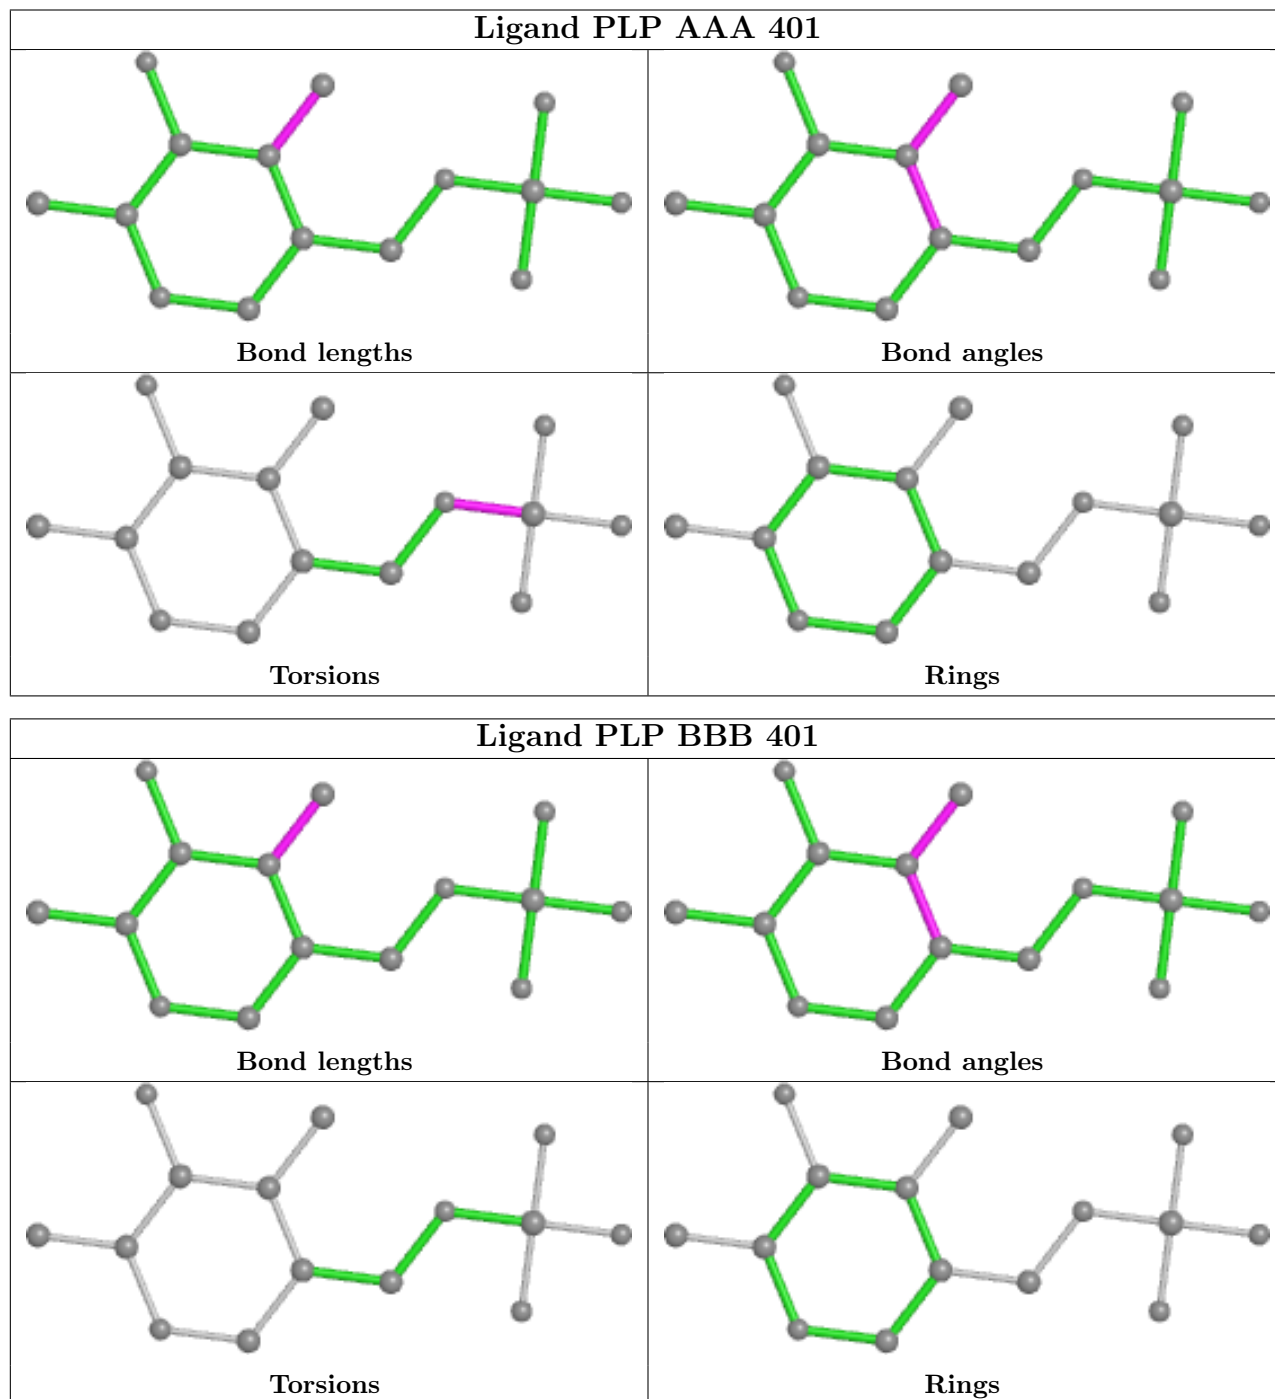 Ligand PLP AAA 401
Bond lengths
Bond angles
Torsions
Rings
Ligand PLP BBB 401
Bond lengths
Bond angles
Torsions
Rings